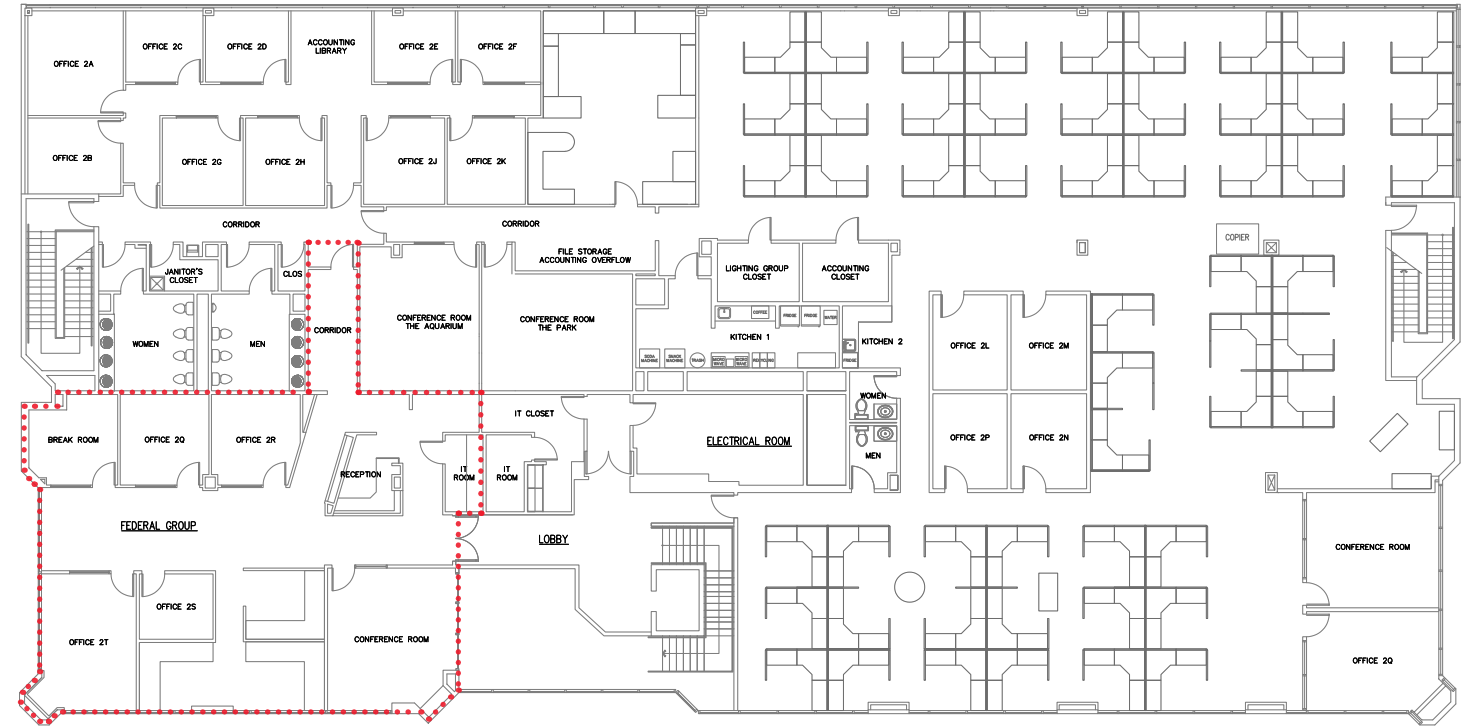 OFFICE 2A
OFFICE 2C
OFFICE 2D
ACCOUNTING
LIBRARY
OFFICE 2E
OFFICE 2F
OFFICE 2B
OFFICE 2G
OFFICE 2H
OFFICE 2J
OFFICE 2K
CORRIDOR
CORRIDOR
FILE STORAGE
ACCOUNTING OVERFLOW
COPIER
JANITOR'S
CLOSET
CLOS
LIGHTING GROUP
CLOSET
ACCOUNTING
CLOSET
CORRIDOR
CONFERENCE ROOM
THE AQUARIUM
CONFERENCE ROOM
THE PARK
COFFEE
FRIDGE
FRIDGE
WATER
WOMEN
MEN
KITCHEN 1
KITCHEN 2
SODA
MACHINE
SNACK
MACHINE
TRASH
MICRO
WAVE
MICRO
WAVE
RECYCLING
FRIDGE
OFFICE 2L
OFFICE 2M
WOMEN
BREAK ROOM
OFFICE 2Q
OFFICE 2R
IT CLOSET
ELECTRICAL ROOM
OFFICE 2P
OFFICE 2N
MEN
RECEPTION
IT
ROOM
IT
ROOM
FEDERAL GROUP
LOBBY
CONFERENCE ROOM
OFFICE 2S
OFFICE 2T
CONFERENCE ROOM
OFFICE 2Q